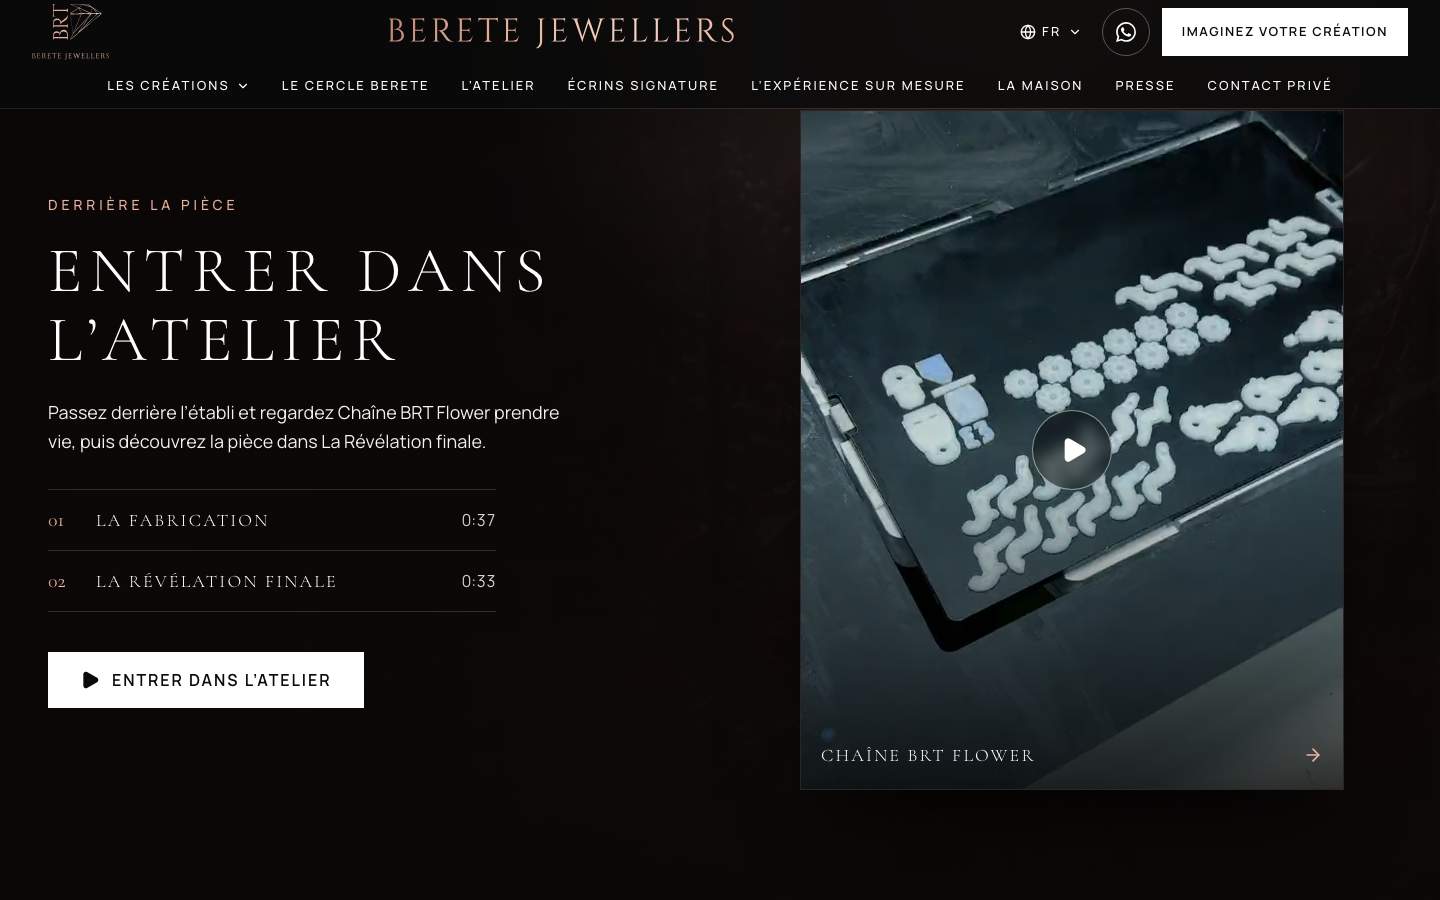 BRT
BERETE JEWELLERS
BERETE JEWELLERS
FR
IMAGINEZ VOTRE CRÉATION
LES CRÉATIONS
LE CERCLE BERETE
L'ATELIER
ÉCRINS SIGNATURE
L'EXPÉRIENCE SUR MESURE
LA MAISON
PRESSE
CONTACT PRIVÉ
DERRIÈRE LA PIÈCE
ENTRER DANS
L’ATELIER
Passez derrière l’établi et regardez Chaîne BRT Flower prendre
vie, puis découvrez la pièce dans La Révélation finale.
01 LA FABRICATION 0:37
02 LA RÉVÉLATION FINALE 0:33
ENTRER DANS L’ATELIER
CHAÎNE BRT FLOWER